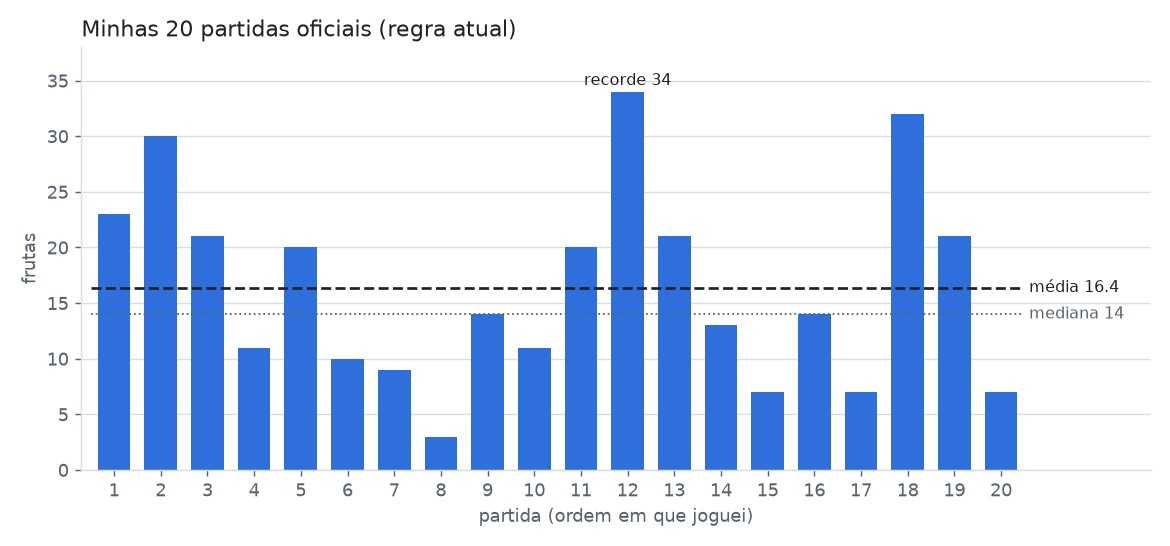 Minhas 20 partidas oficiais (regra atual)
recorde 34
35
30
25
20
15
10
5
0
frutas
média 16.4
mediana 14
1 2 3 4 5 6 7 8 9 10 11 12 13 14 15 16 17 18 19 20
partida (ordem em que joguei)